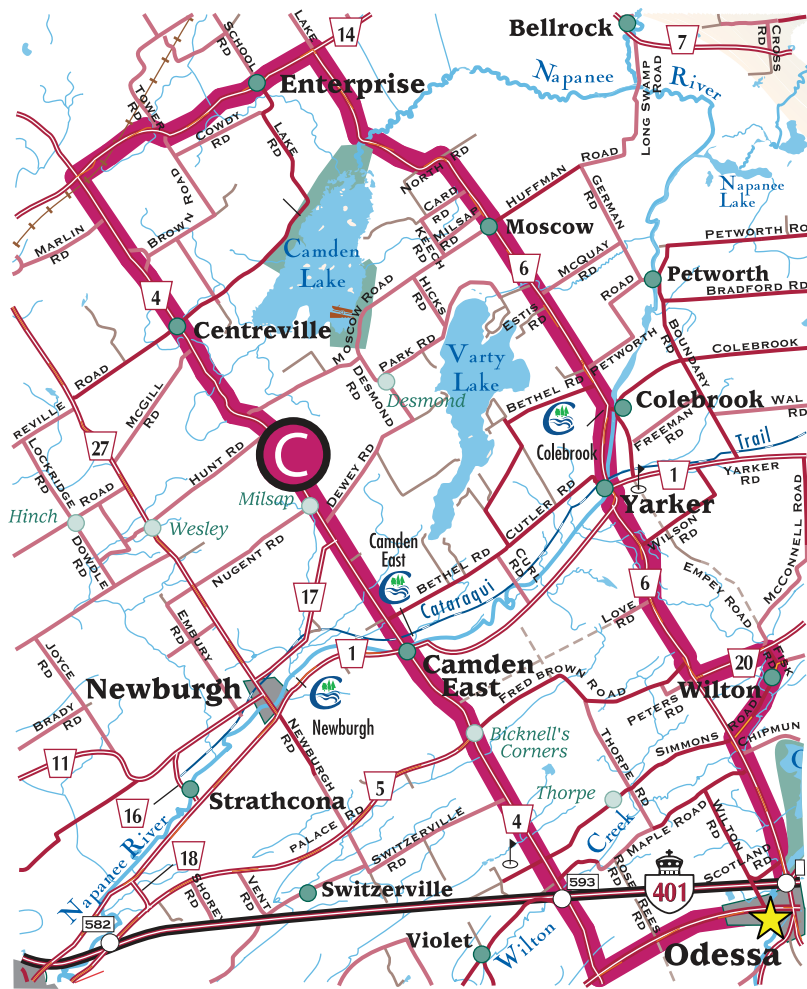 LAKE
14
Bellrock
7
CROSS
RD
SCHOOL
RD
Enterprise
Napanee
River
LONG SWAMP
ROAD
TOWER
RD
COWDY
RD
LAKE
RD
NORTH RD
HUFFMAN ROAD
GERMAN
RD
Napanee
Lake
ROAD
BROWN
CARD
RD
MILSAP
RD
KEECH
RD
Moscow
MARLIN
RD
Camden
Lake
6
MCQUAY
RD
PETWORTH RO
Petworth
ROAD
BRADFORD RD
4
HICKS
RD
ESTIS
RD
Centreville
MOSCOW ROAD
PARK RD
Varty
Lake
PETWORTH
BOUNDARY
RD
COLEBROOK
ROAD
REVILLE
MCGILL
RD
DESMOND
RD
Desmond
BETHEL RD
Colebrook
WAL
RD
FREEMAN
RD
Colebrook
Trail
27
LOCKRIDGE
RD
ROAD
HUNT RD
C
DEWEY RD
1
YARKER
RD
Hinch
Wesley
Milsap
CUTLER RD
Yarker
DOWDLE
RD
NUGENT RD
Camden
East
BETHEL RD
CURL
RD
WILSON
RD
MCCONNELL ROAD
17
Cataraqui
6
EMPEY ROAD
EMBURY
RD
LOVE
RD
JOYCE
RD
1
Camden
East
FRED BROWN ROAD
20
FISK
RD
Newburgh
Newburgh
Wilton
BRADY
RD
PETERS
RD
ROAD
Bicknell's
Corners
SIMMONS
CHIPMUN
11
NEWBURGH
RD
THORPE
RD
5
Thorpe
16
Strathcona
4
Creek
MAPLE ROAD
WILTON
RD
PALACE RD
SWITZERVILLE
RD
Napanee River
18
SCOTLAND
RD
SHOREY
RD
VENT
RD
Switzerville
593
ROSE
REES
RD
401
582
Violet
Wilton
Odessa